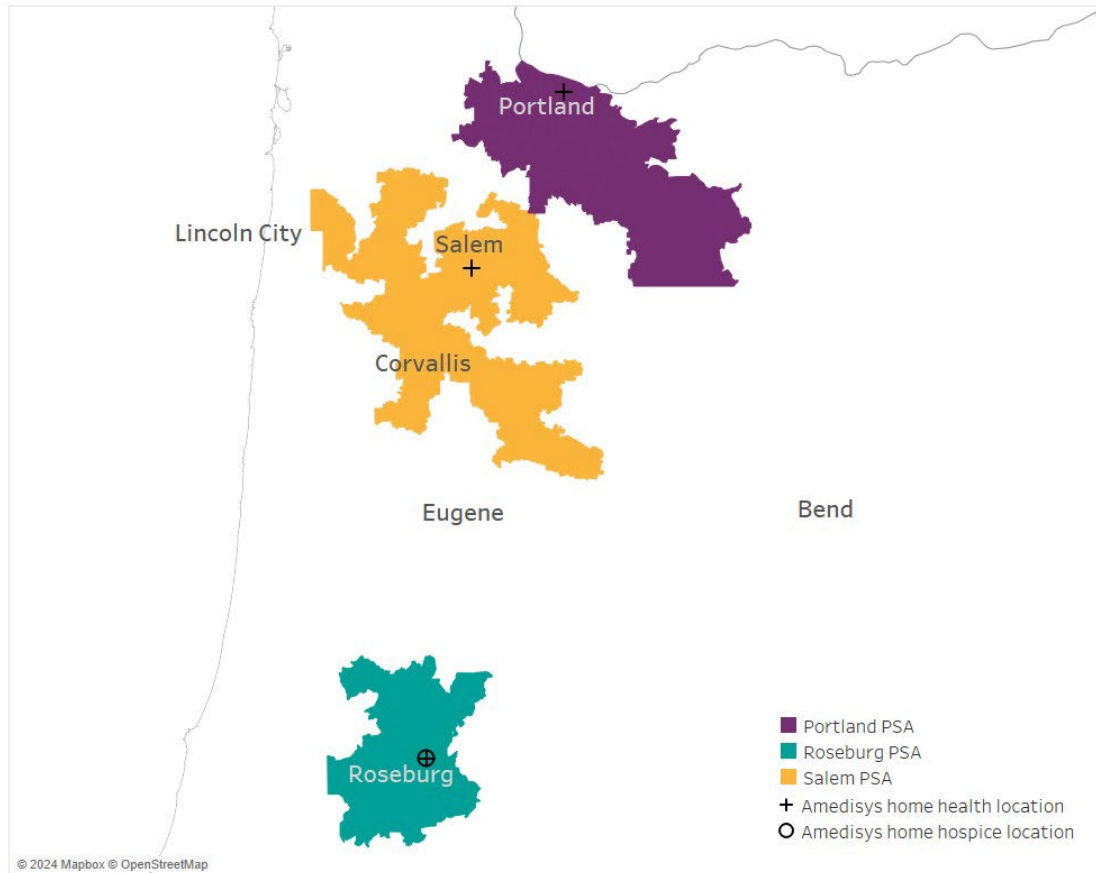 Portland
Lincoln City
Salem
Corvallis
Eugene
Bend
Roseburg
Portland PSA
Roseburg PSA
Salem PSA
Amedisys home health location
Amedisys home hospice location
© 2024 Mapbox © OpenStreetMap